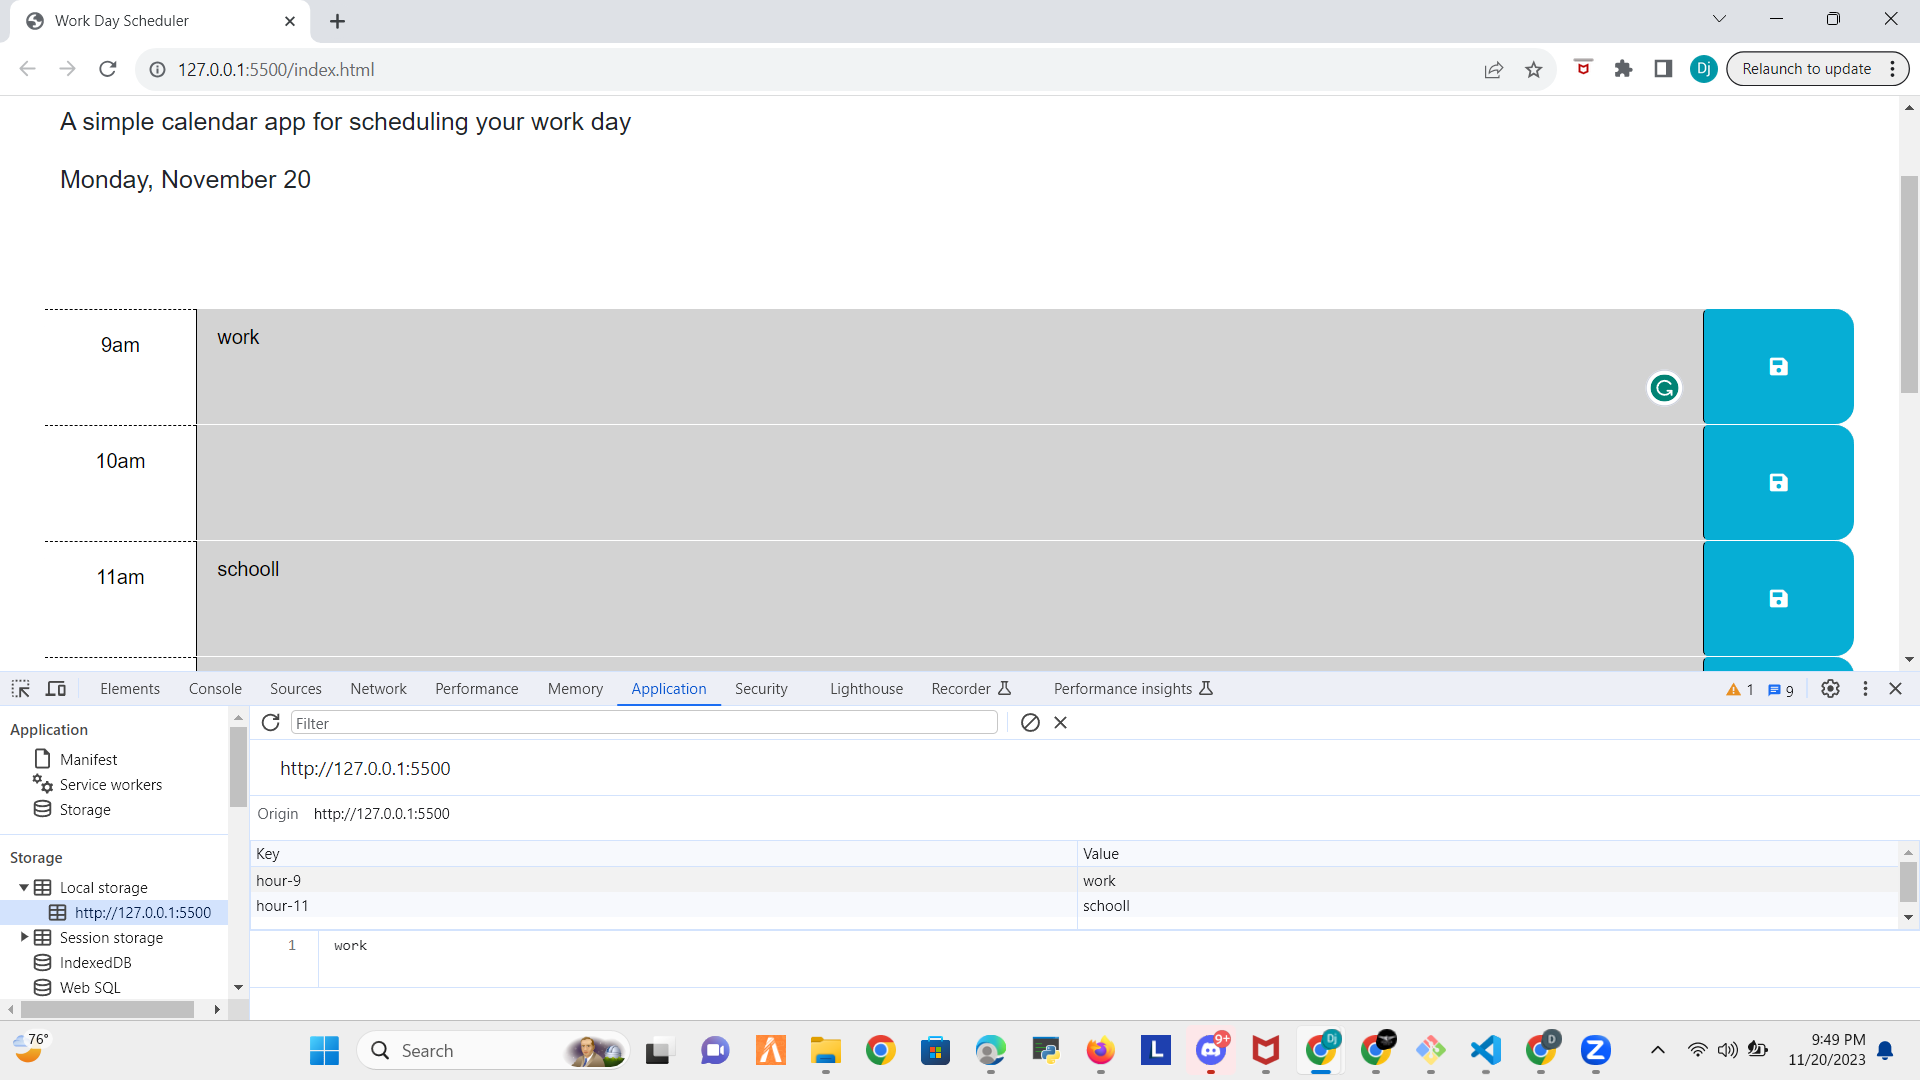 Work Day Scheduler
127.0.0.1:5500/index.html
Dj
Relaunch to update
A simple calendar app for scheduling your work day
Monday, November 20
9am
work
10am
11am
schooll
Elements Console Sources Network Performance Memory Application Security Lighthouse Recorder Performance insights 1 9
Application
Manifest
Service workers
Storage
Storage
Local storage
http://127.0.0.1:5500
Session storage
IndexedDB
Web SQL
Filter
http://127.0.0.1:5500
Origin http://127.0.0.1:5500
Key Value
hour-9 work
hour-11 schooll
1 work
76°
Search
9+
Dj
D
9:49 PM
11/20/2023